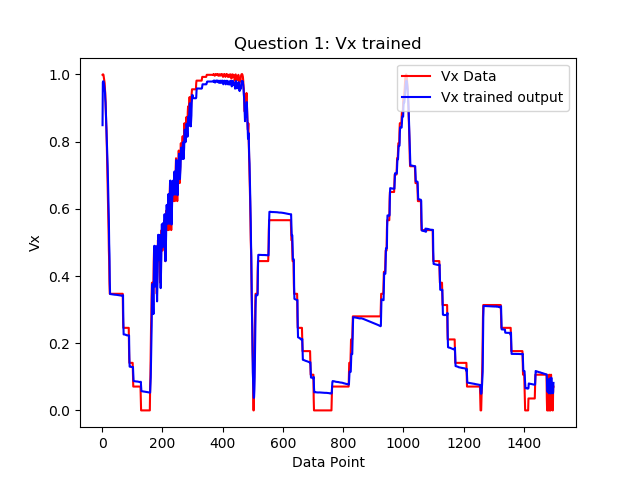 Question 1: Vx trained
Vx Data
Vx trained output
Vx
1.0
0.8
0.6
0.4
0.2
0.0
0 200 400 600 800 1000 1200 1400
Data Point